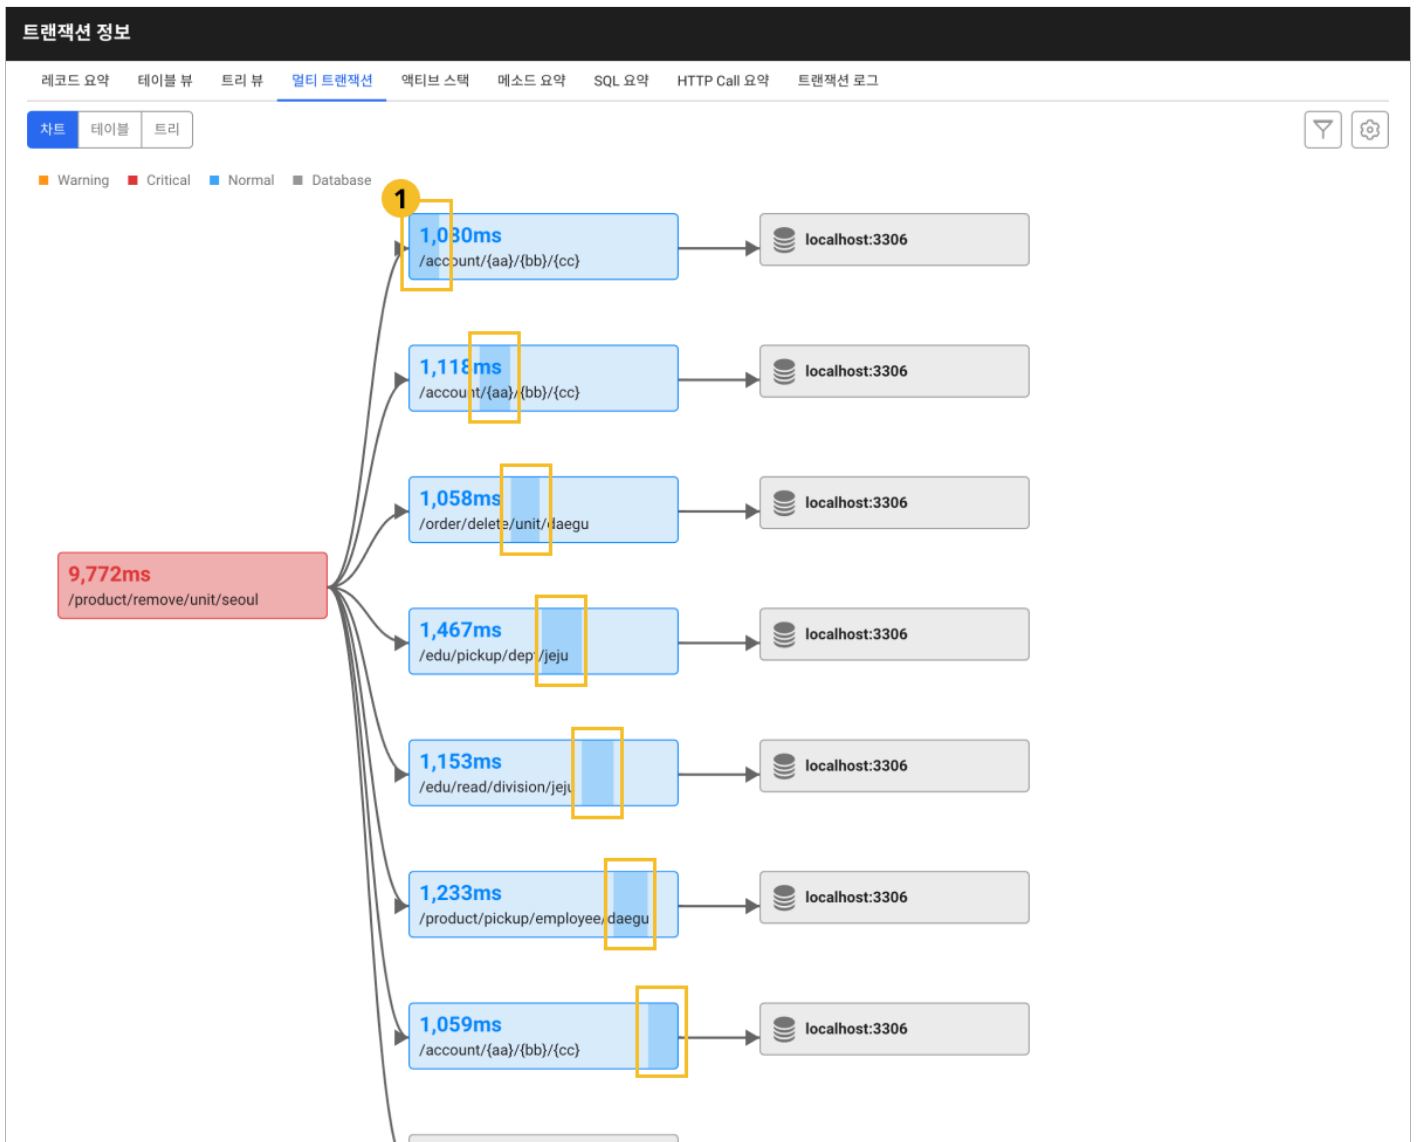 트랜잭션 정보
레코드 요약 테이블 뷰 트리 뷰 멀티 트랜잭션 액티브 스택 메소드 요약 SQL 요약 HTTP Call 요약 트랜잭션 로그
차트 테이블 트리
Warning Critical Normal Database
1
1,080ms
/account/{aa}/{bb}/{cc}
localhost:3306
1,118ms
/account/{aa}/{bb}/{cc}
localhost:3306
1,058ms
/order/delete/unit/daegu
localhost:3306
9,772ms
/product/remove/unit/seoul
1,467ms
/edu/pickup/dept/jeju
localhost:3306
1,153ms
/edu/read/division/jeju
localhost:3306
1,233ms
/product/pickup/employee/daegu
localhost:3306
1,059ms
/account/{aa}/{bb}/{cc}
localhost:3306